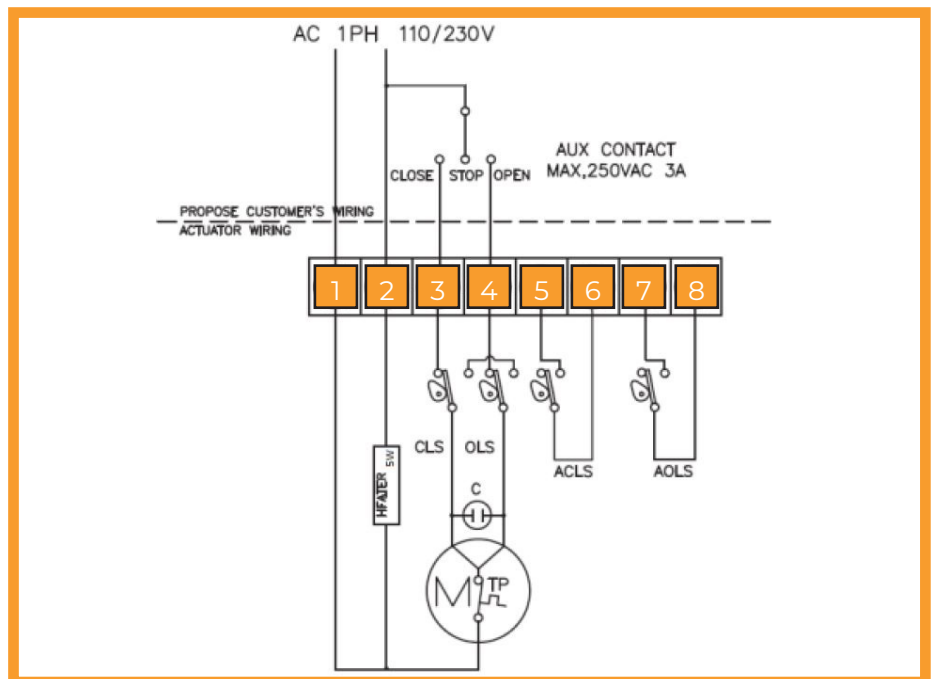 AC 1PH 110/230V
AUX CONTACT
MAX,250VAC 3A
CLOSE STOP OPEN
PROPOSE CUSTOMER'S WIRING
ACTUATOR WIRING
1 2 3 4 5 6 7 8
CLS OLS
ACLS AOLS
HEATER 5W
C
M TP